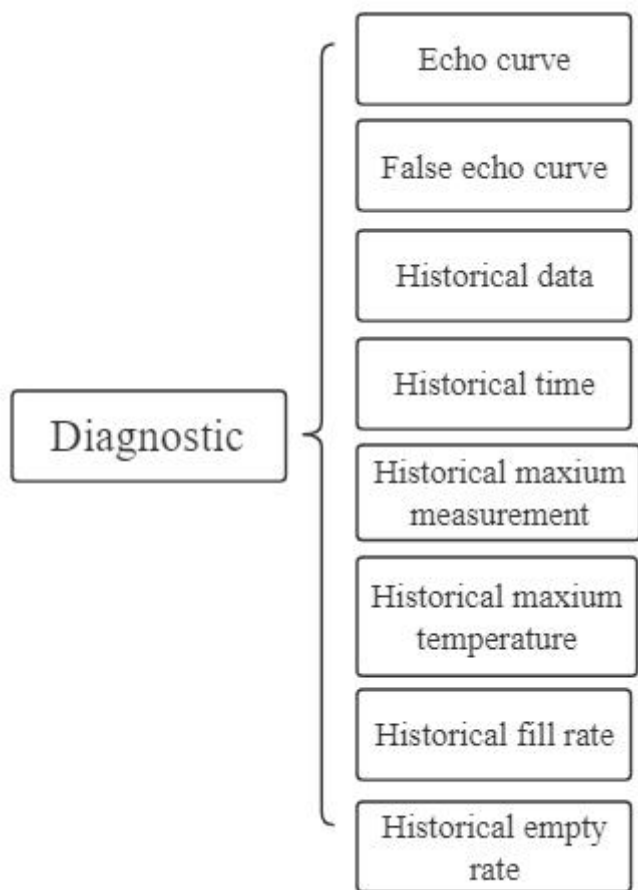 Echo curve
False echo curve
Historical data
Historical time
Diagnostic
Historical maxium
measurement
Historical maxium
temperature
Historical fill rate
Historical empty
rate